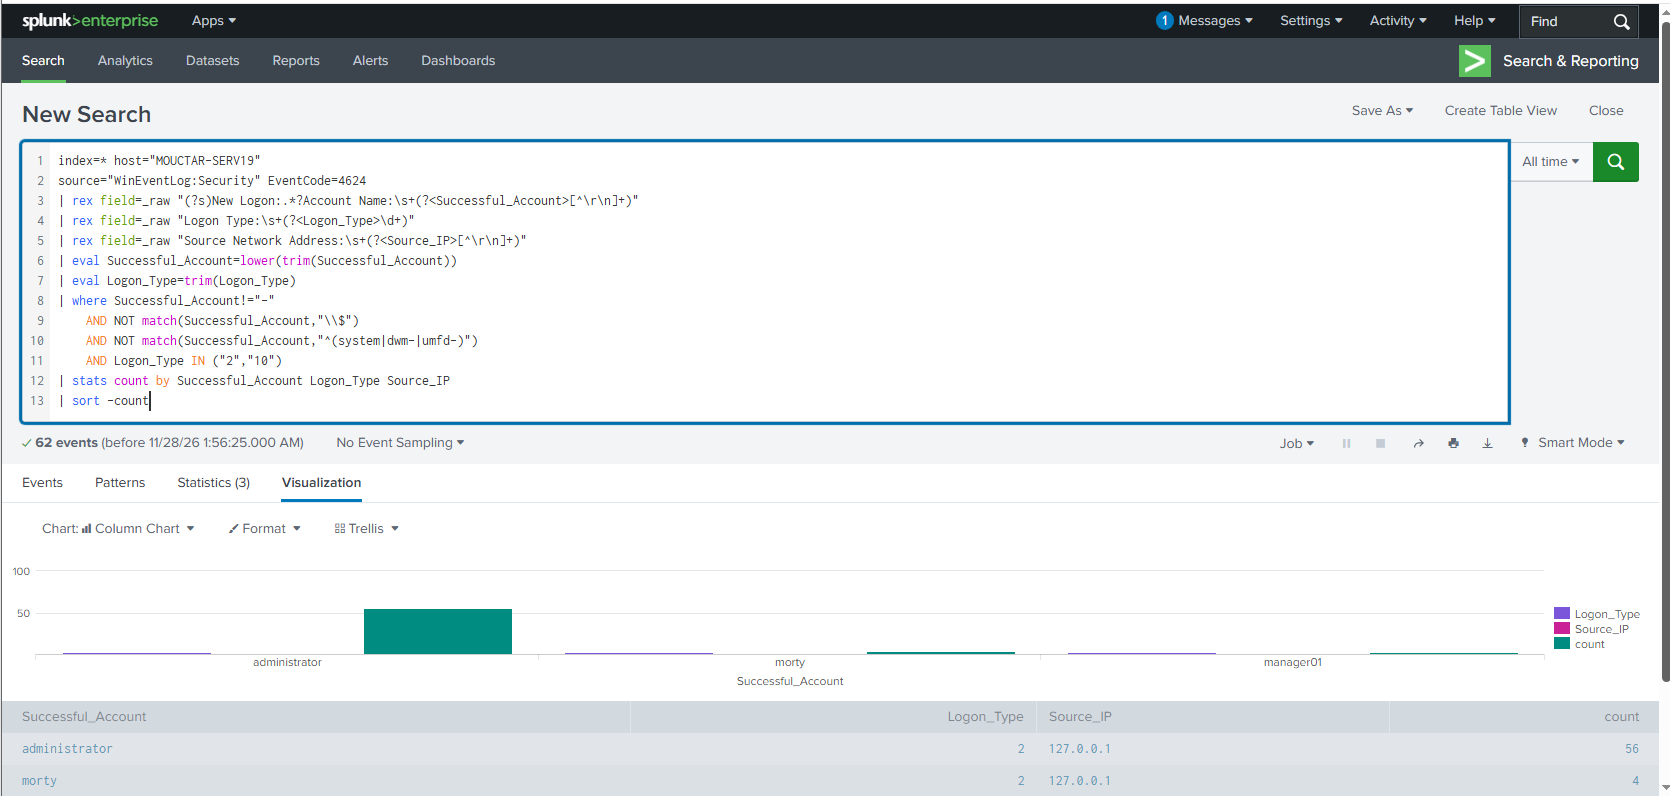 splunk>enterprise Apps 1 Messages Settings Activity Help Find
Search Analytics Datasets Reports Alerts Dashboards Search & Reporting
New Search Save As Create Table View Close
1 index=* host="MOUCTAR-SERV19"
All time
2 source="WinEventLog:Security" EventCode=4624
3 | rex field=_raw "(?s)New Logon:.*?Account Name:\s+(?<Successful_Account>[^\r\n]+)"
4 | rex field=_raw "Logon Type:\s+(?<Logon_Type>\d+)"
5 | rex field=_raw "Source Network Address:\s+(?<Source_IP>[^\r\n]+)"
6 | eval Successful_Account=lower(trim(Successful_Account))
7 | eval Logon_Type=trim(Logon_Type)
8 | where Successful_Account!="-"
9 AND NOT match(Successful_Account,"\\$")
10 AND NOT match(Successful_Account,"^(system|dwm-|umfd-)")
11 AND Logon_Type IN ("2","10")
12 | stats count by Successful_Account Logon_Type Source_IP
13 | sort -count
62 events (before 11/28/26 1:56:25.000 AM) No Event Sampling Job Smart Mode
Events Patterns Statistics (3) Visualization
Chart: Column Chart Format Trellis
100
50
Logon_Type
Source_IP
count
administrator morty manager01
Successful_Account
Successful_Account Logon_Type Source_IP count
administrator 2 127.0.0.1 56
morty 2 127.0.0.1 4